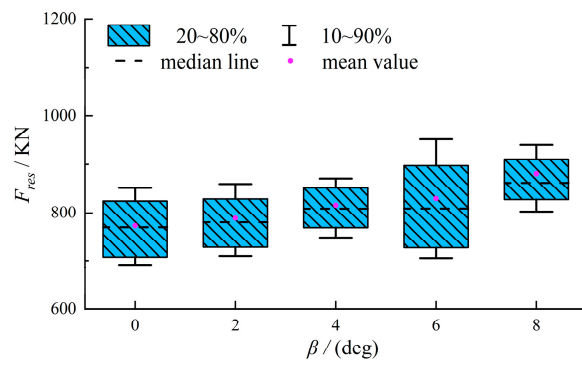 1200
20~80%
10~90%
median line
mean value
1000
F_res / KN
800
600
0 2 4 6 8
β / (dcg)